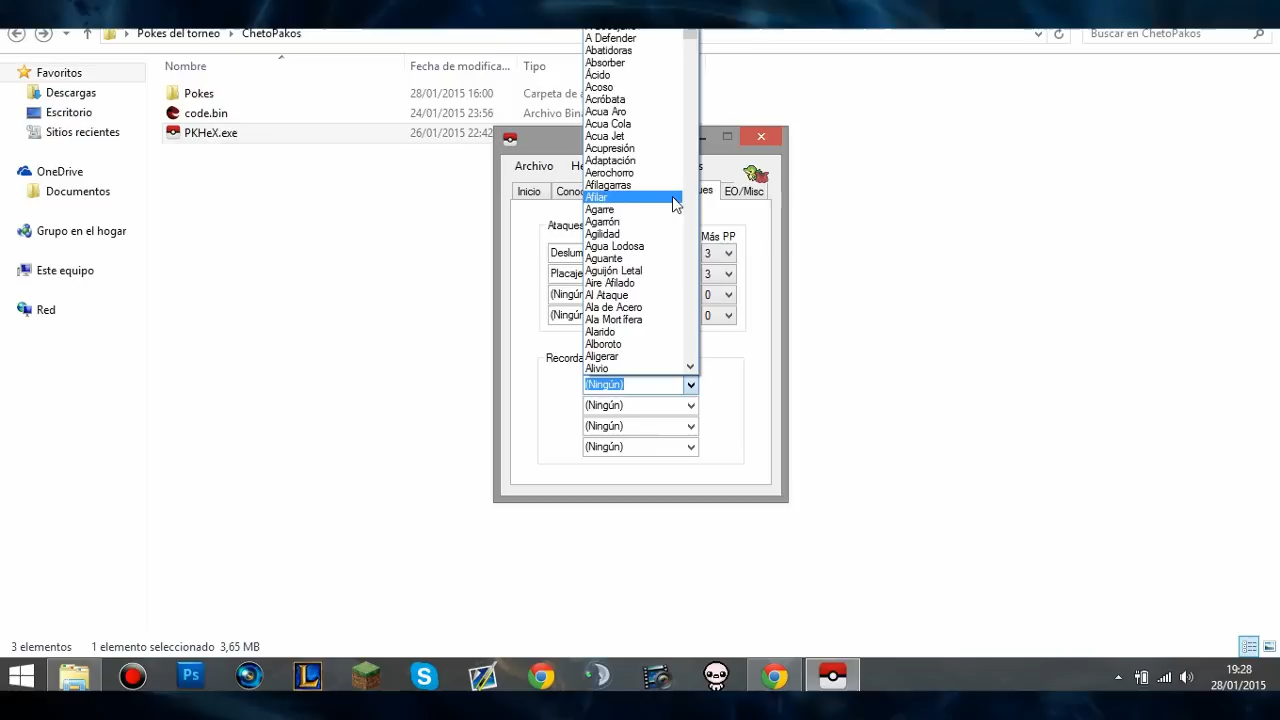 Pokes del torneo
ChetoPakos
Buscar en ChetoPakos
Favoritos
Descargas
Escritorio
Sitios recientes
OneDrive
Documentos
Grupo en el hogar
Este equipo
Red
Nombre
Fecha de modifica...
Tipo
Pokes
28/01/2015 16:00
Carpeta de a
code.bin
24/01/2015 23:56
Archivo Bina
PKHeX.exe
26/01/2015 22:42
Archivo
He
Inicio
Conoc
ues
EO/Misc
Ataques
Más PP
Deslum
3
Placaje
3
(Ningú
0
(Ningú
0
Recorda
A Defender
Abatidoras
Absorber
Ácido
Acoso
Acróbata
Acua Aro
Acua Cola
Acua Jet
Acupresión
Adaptación
Aerochorro
Afilagarras
Afilar
Agarre
Agarrón
Agilidad
Agua Lodosa
Aguante
Aguijón Letal
Aire Afilado
Al Ataque
Ala de Acero
Ala Mortífera
Alarido
Alboroto
Aligerar
Alivio
(Ningún)
(Ningún)
(Ningún)
(Ningún)
3 elementos
1 elemento seleccionado 3,65 MB
Ps
L
S
19:28
28/01/2015